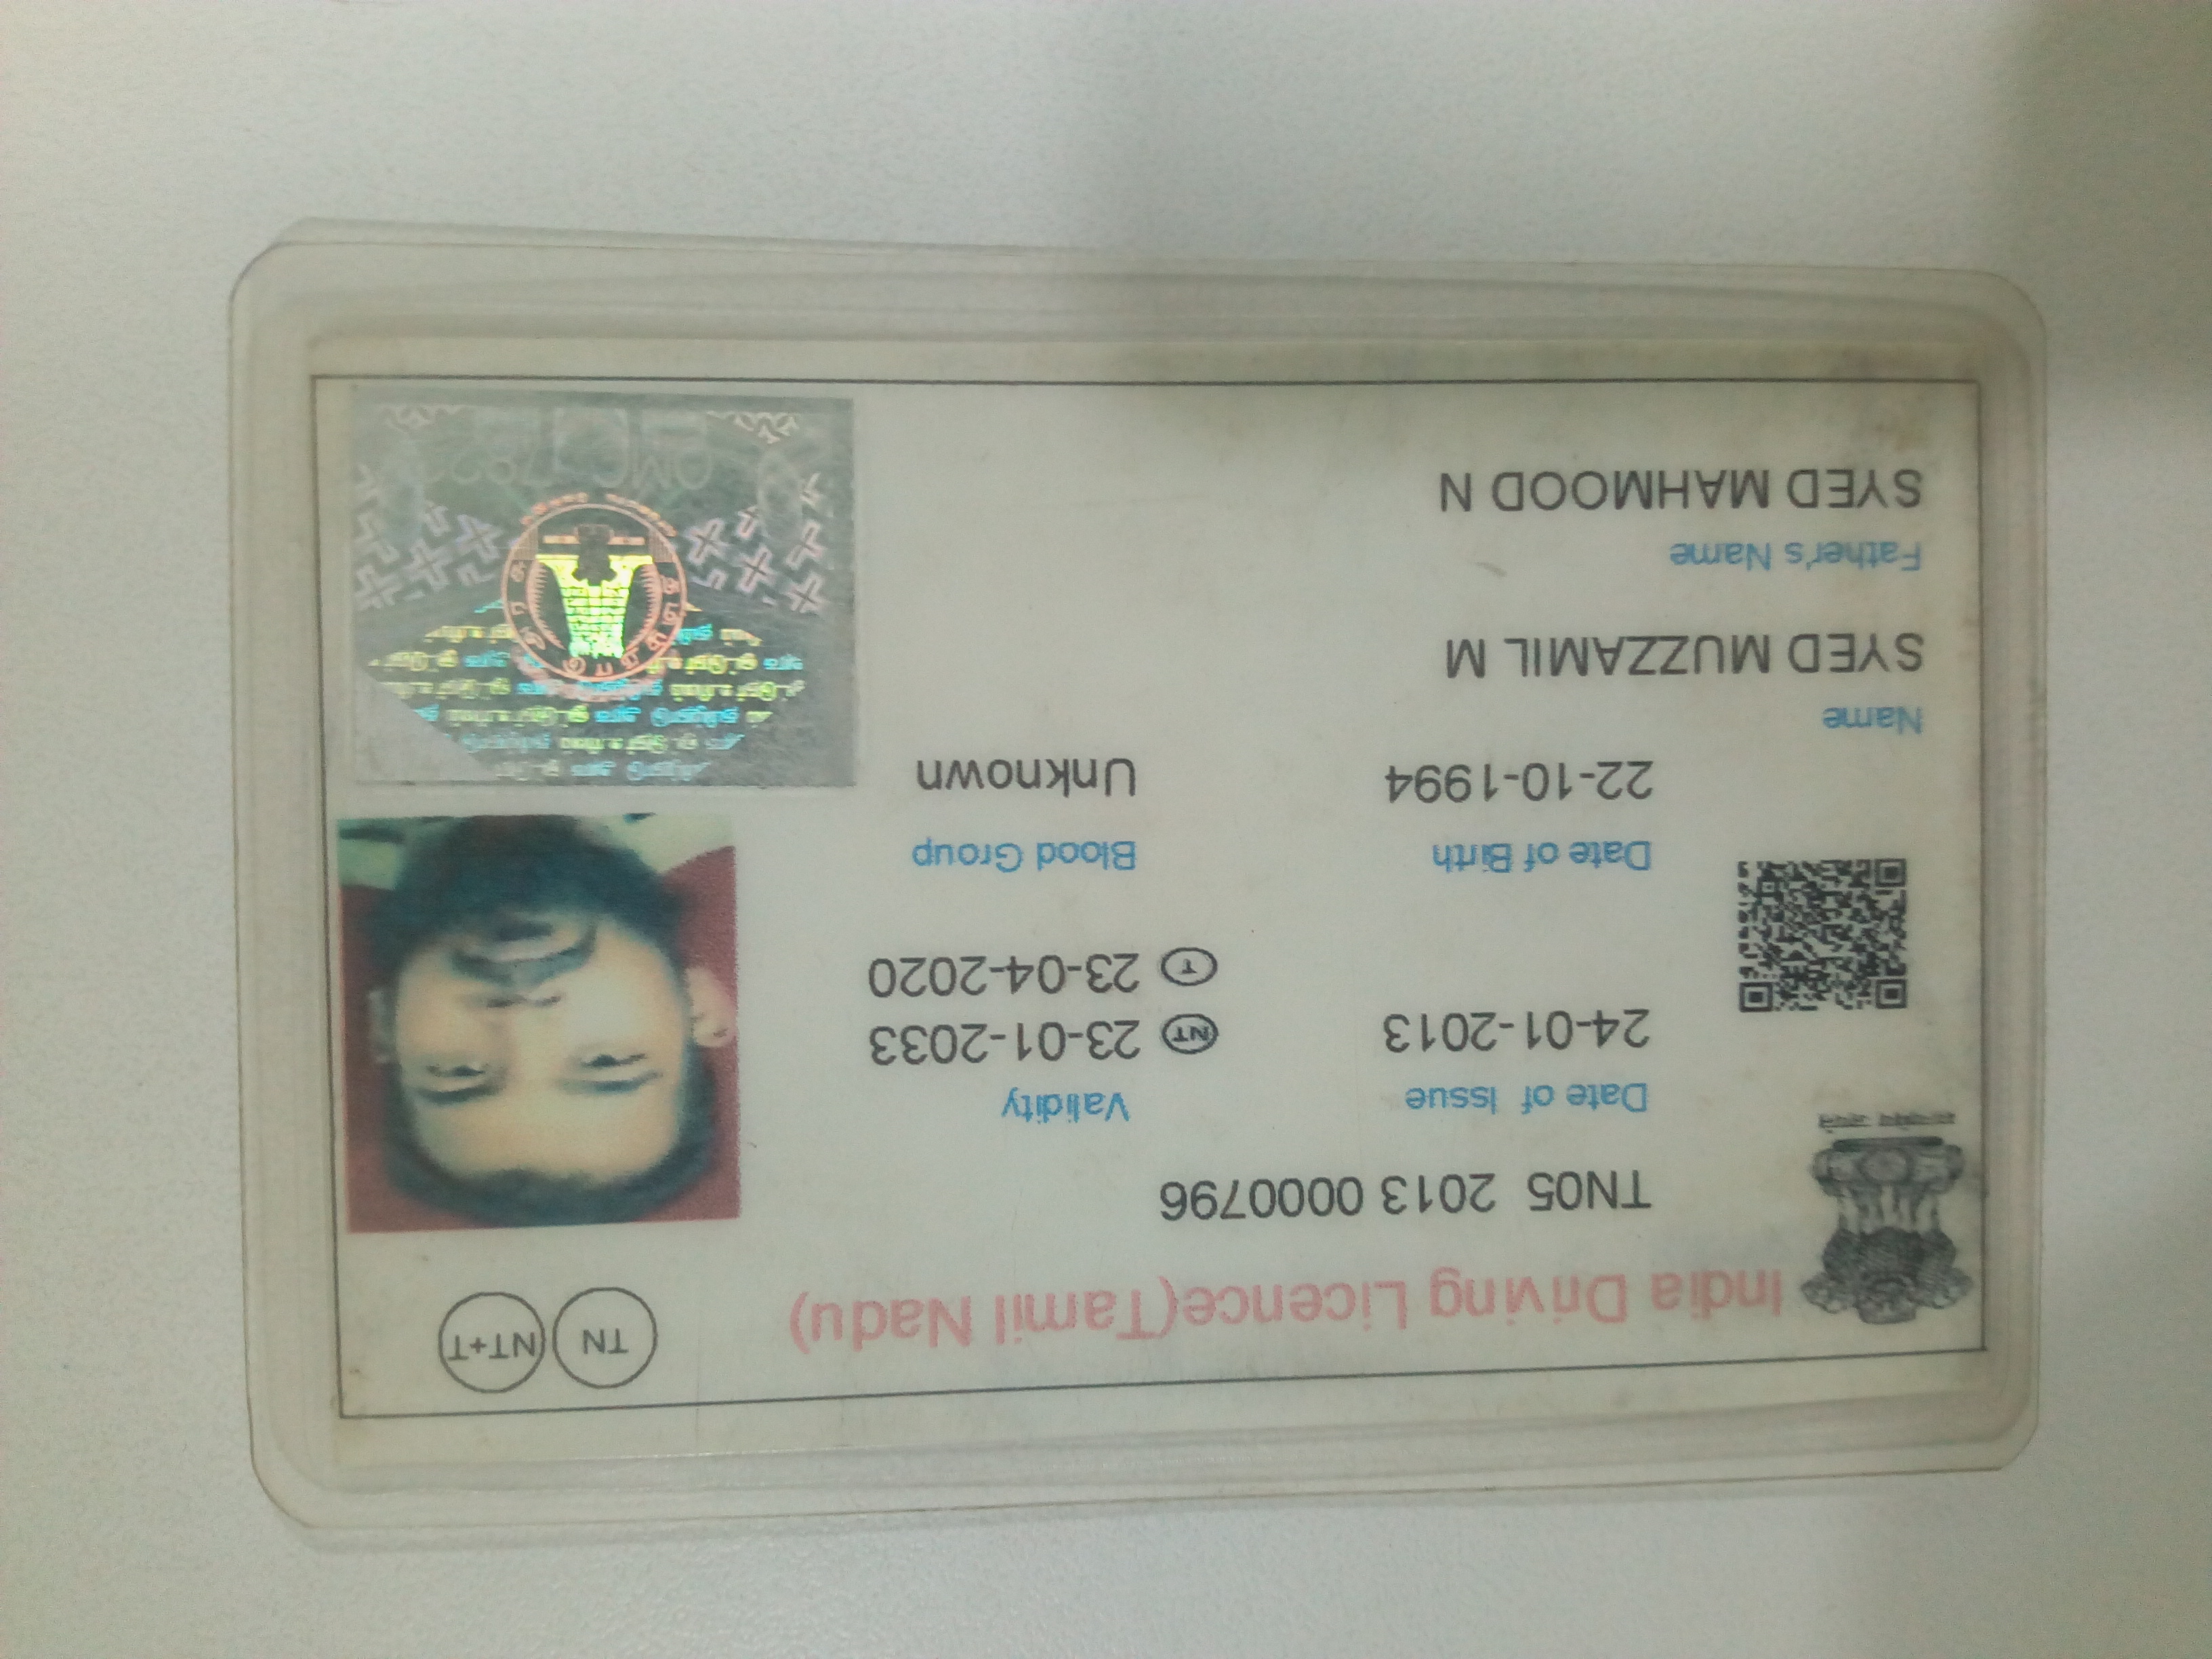 India Driving Licence(Tamil Nadu)
TN
NT+T
TN05 2013 0000796
Date of Issue
Validity
24-01-2013
NT 23-01-2033
T 23-04-2020
Date of Birth
Blood Group
22-10-1994
Unknown
Name
SYED MUZZAMIL M
Father's Name
SYED MAHMOOD N